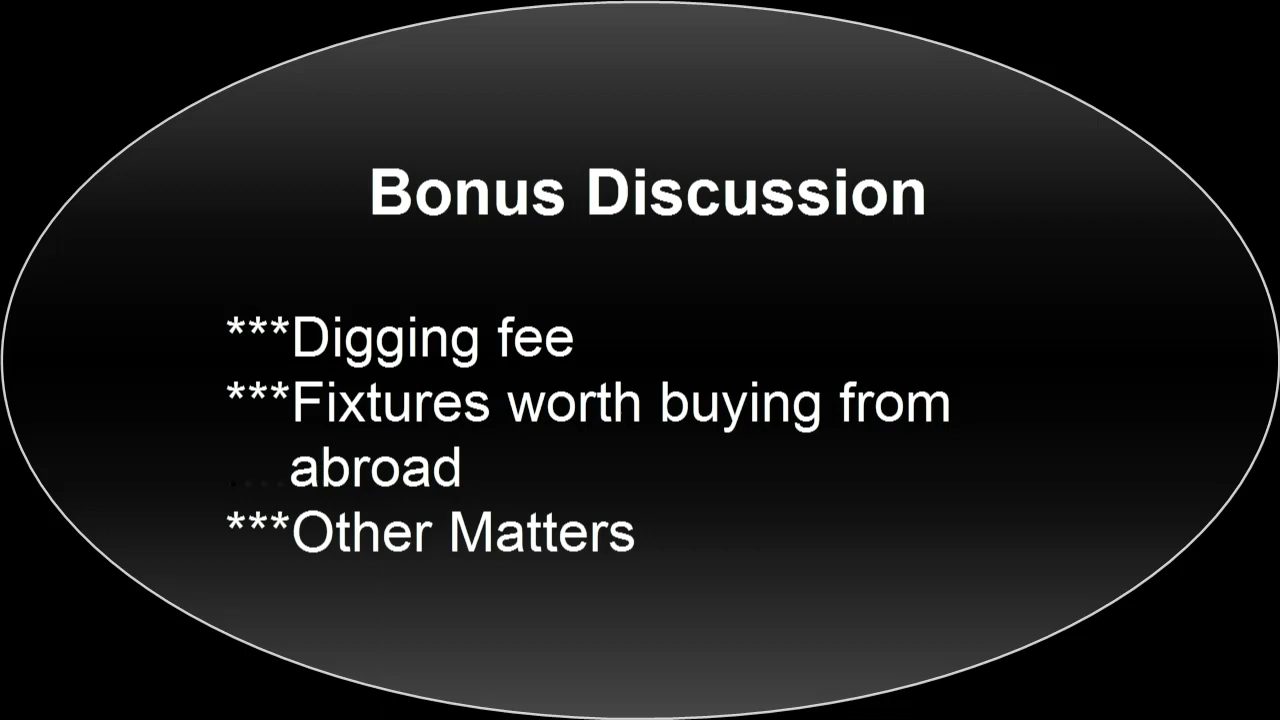 Bonus Discussion
***Digging fee
***Fixtures worth buying from
....abroad
***Other Matters